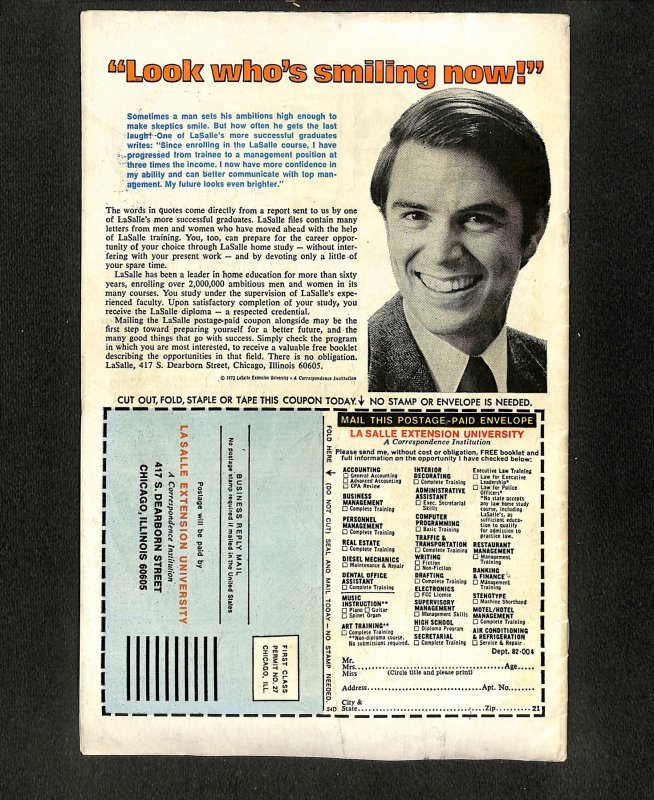 “Look who’s smiling now!”
Sometimes a man sets his ambitions high enough to
make skeptics smile. But how often he gets the last
laugh! One of LaSalle’s more successful graduates
writes: “Since enrolling in the LaSalle course, I have
progressed from trainee to a management position at
three times the income. I now have more confidence in
my ability and can better communicate with top man-
agement. My future looks even brighter.”
The words in quotes come directly from a report sent to us by one
of LaSalle’s more successful graduates. LaSalle files contain many
letters from men and women who have moved ahead with the help
of LaSalle training. You, too, can prepare for the career oppor-
tunity of your choice through LaSalle home study — without inter-
fering with your present work — and by devoting only a little of
your spare time.
LaSalle has been a leader in home education for more than sixty
years, enrolling over 2,000,000 ambitious men and women in its
many courses. You study under the supervision of LaSalle’s expe-
rienced faculty. Upon satisfactory completion of your study, you
receive the LaSalle diploma — a respected credential.
Mailing the LaSalle postage-paid coupon alongside may be the
first step toward preparing yourself for a better future, and the
many good things that go with success. Simply check the program
in which you are most interested, to receive a valuable free booklet
describing the opportunities in that field. There is no obligation.
LaSalle, 417 S. Dearborn Street, Chicago, Illinois 60605.
© 1973 LaSalle Extension University • A Correspondence Institution
CUT OUT, FOLD, STAPLE OR TAPE THIS COUPON TODAY. NO STAMP OR ENVELOPE IS NEEDED.
FIRST CLASS
PERMIT NO. 27
CHICAGO, ILL.
BUSINESS REPLY MAIL
No postage stamp required if mailed in the United States
Postage will be paid by
LA SALLE EXTENSION UNIVERSITY
A Correspondence Institution
417 S. DEARBORN STREET
CHICAGO, ILLINOIS 60605
FOLD HERE (DO NOT CUT) SEAL AND MAIL TODAY — NO STAMP NEEDED.
54D
MAIL THIS POSTAGE-PAID ENVELOPE
LA SALLE EXTENSION UNIVERSITY
A Correspondence Institution
Please send me, without cost or obligation, FREE booklet and
full information on the opportunity I have checked below:
ACCOUNTING
General Accounting
Advanced Accounting
CPA Review
BUSINESS
MANAGEMENT
Complete Training
PERSONNEL
MANAGEMENT
Complete Training
REAL ESTATE
Complete Training
DIESEL MECHANICS
Maintenance & Repair
DENTAL OFFICE
ASSISTANT
Complete Training
MUSIC
INSTRUCTION**
Piano Guitar
Spinet Organ
ART TRAINING**
Complete Training
**Non-diploma course.
No submissions required.
INTERIOR
DECORATING
Complete Training
ADMINISTRATIVE
ASSISTANT
Exec. Secretarial
Skills
COMPUTER
PROGRAMMING
Basic Training
TRAFFIC &
TRANSPORTATION
Complete Training
WRITING
Fiction
Non-Fiction
DRAFTING
Complete Training
ELECTRONICS
FCC License
SUPERVISORY
MANAGEMENT
Management Skills
HIGH SCHOOL
Diploma Program
SECRETARIAL
Complete Training
Executive Law Training
Law for Executive
Leadership*
Law for Police
Officers*
*No state accepts
any law home study
course, including
LaSalle's, as
sufficient educa-
tion to qualify
for admission to
practice law.
RESTAURANT
MANAGEMENT
Management
Training
BANKING
& FINANCE
Management
Training
STENOTYPE
Machine Shorthand
MOTEL/HOTEL
MANAGEMENT
Complete Training
AIR CONDITIONING
& REFRIGERATION
Service & Repair
Dept. 82-004
Mr.
Mrs. Age
Miss (Circle title and please print)
Address Apt. No.
City &
State Zip 21